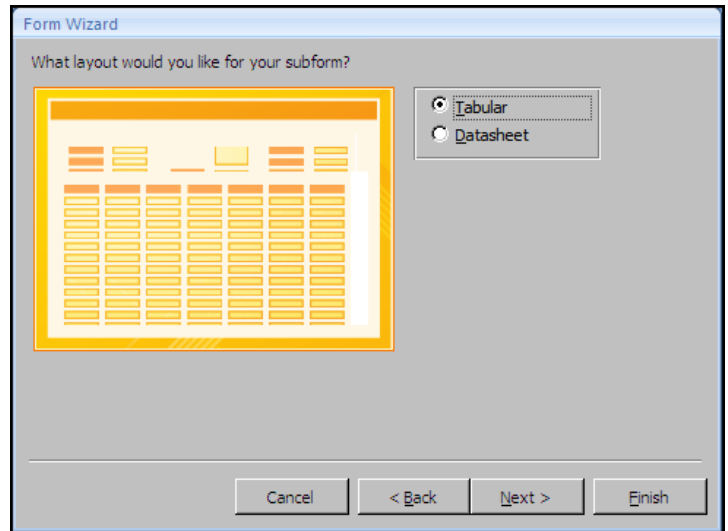 Form Wizard
What layout would you like for your subform?
Tabular
Datasheet
Cancel
< Back
Next >
Finish